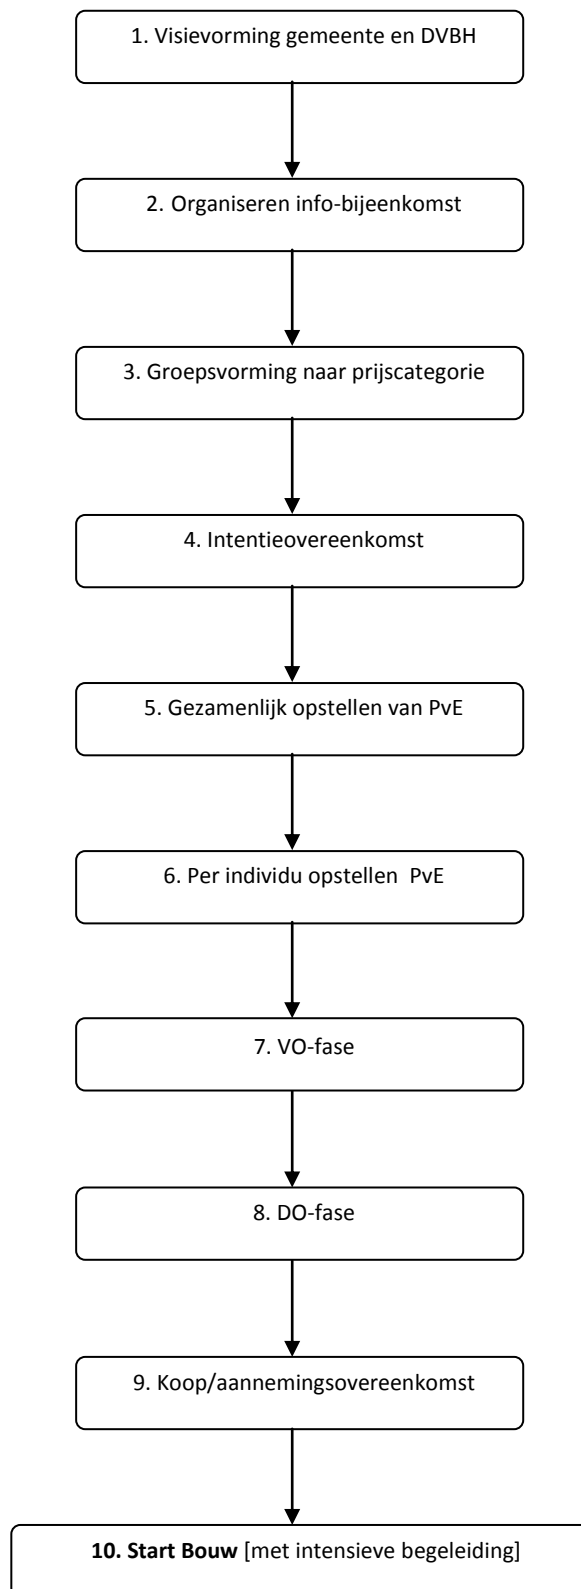 1. Visievorming gemeente en DVBH
2. Organiseren info-bijeenkomst
3. Groepsvorming naar prijscategorie
4. Intentieovereenkomst
5. Gezamenlijk opstellen van PvE
6. Per individu opstellen  PvE
7. VO-fase
8. DO-fase
9. Koop/aannemingsovereenkomst
10. Start Bouw [met intensieve begeleiding]